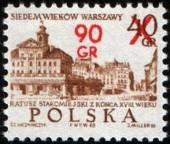 SIEDEM WIEKÓW WARSZAWY
90 40
GR GR
RATUSZ STAROMIEJSKI Z KOŃCA XVIII WIEKU
POLSKA